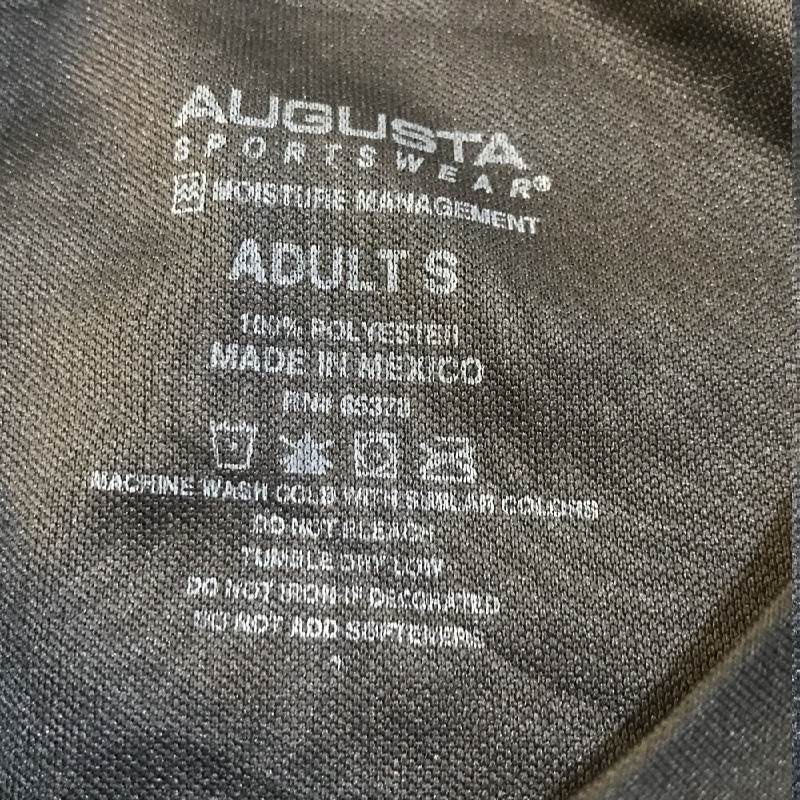 AUGUSTA
SPORTSWEAR®
MOISTURE MANAGEMENT
ADULT S
100% POLYESTER
MADE IN MEXICO
RN#
MACHINE WASH COLD WITH SIMILAR COLORS
DO NOT BLEACH
TUMBLE DRY LOW
DO NOT IRON IF DECORATED
DO NOT ADD SOFTENERS